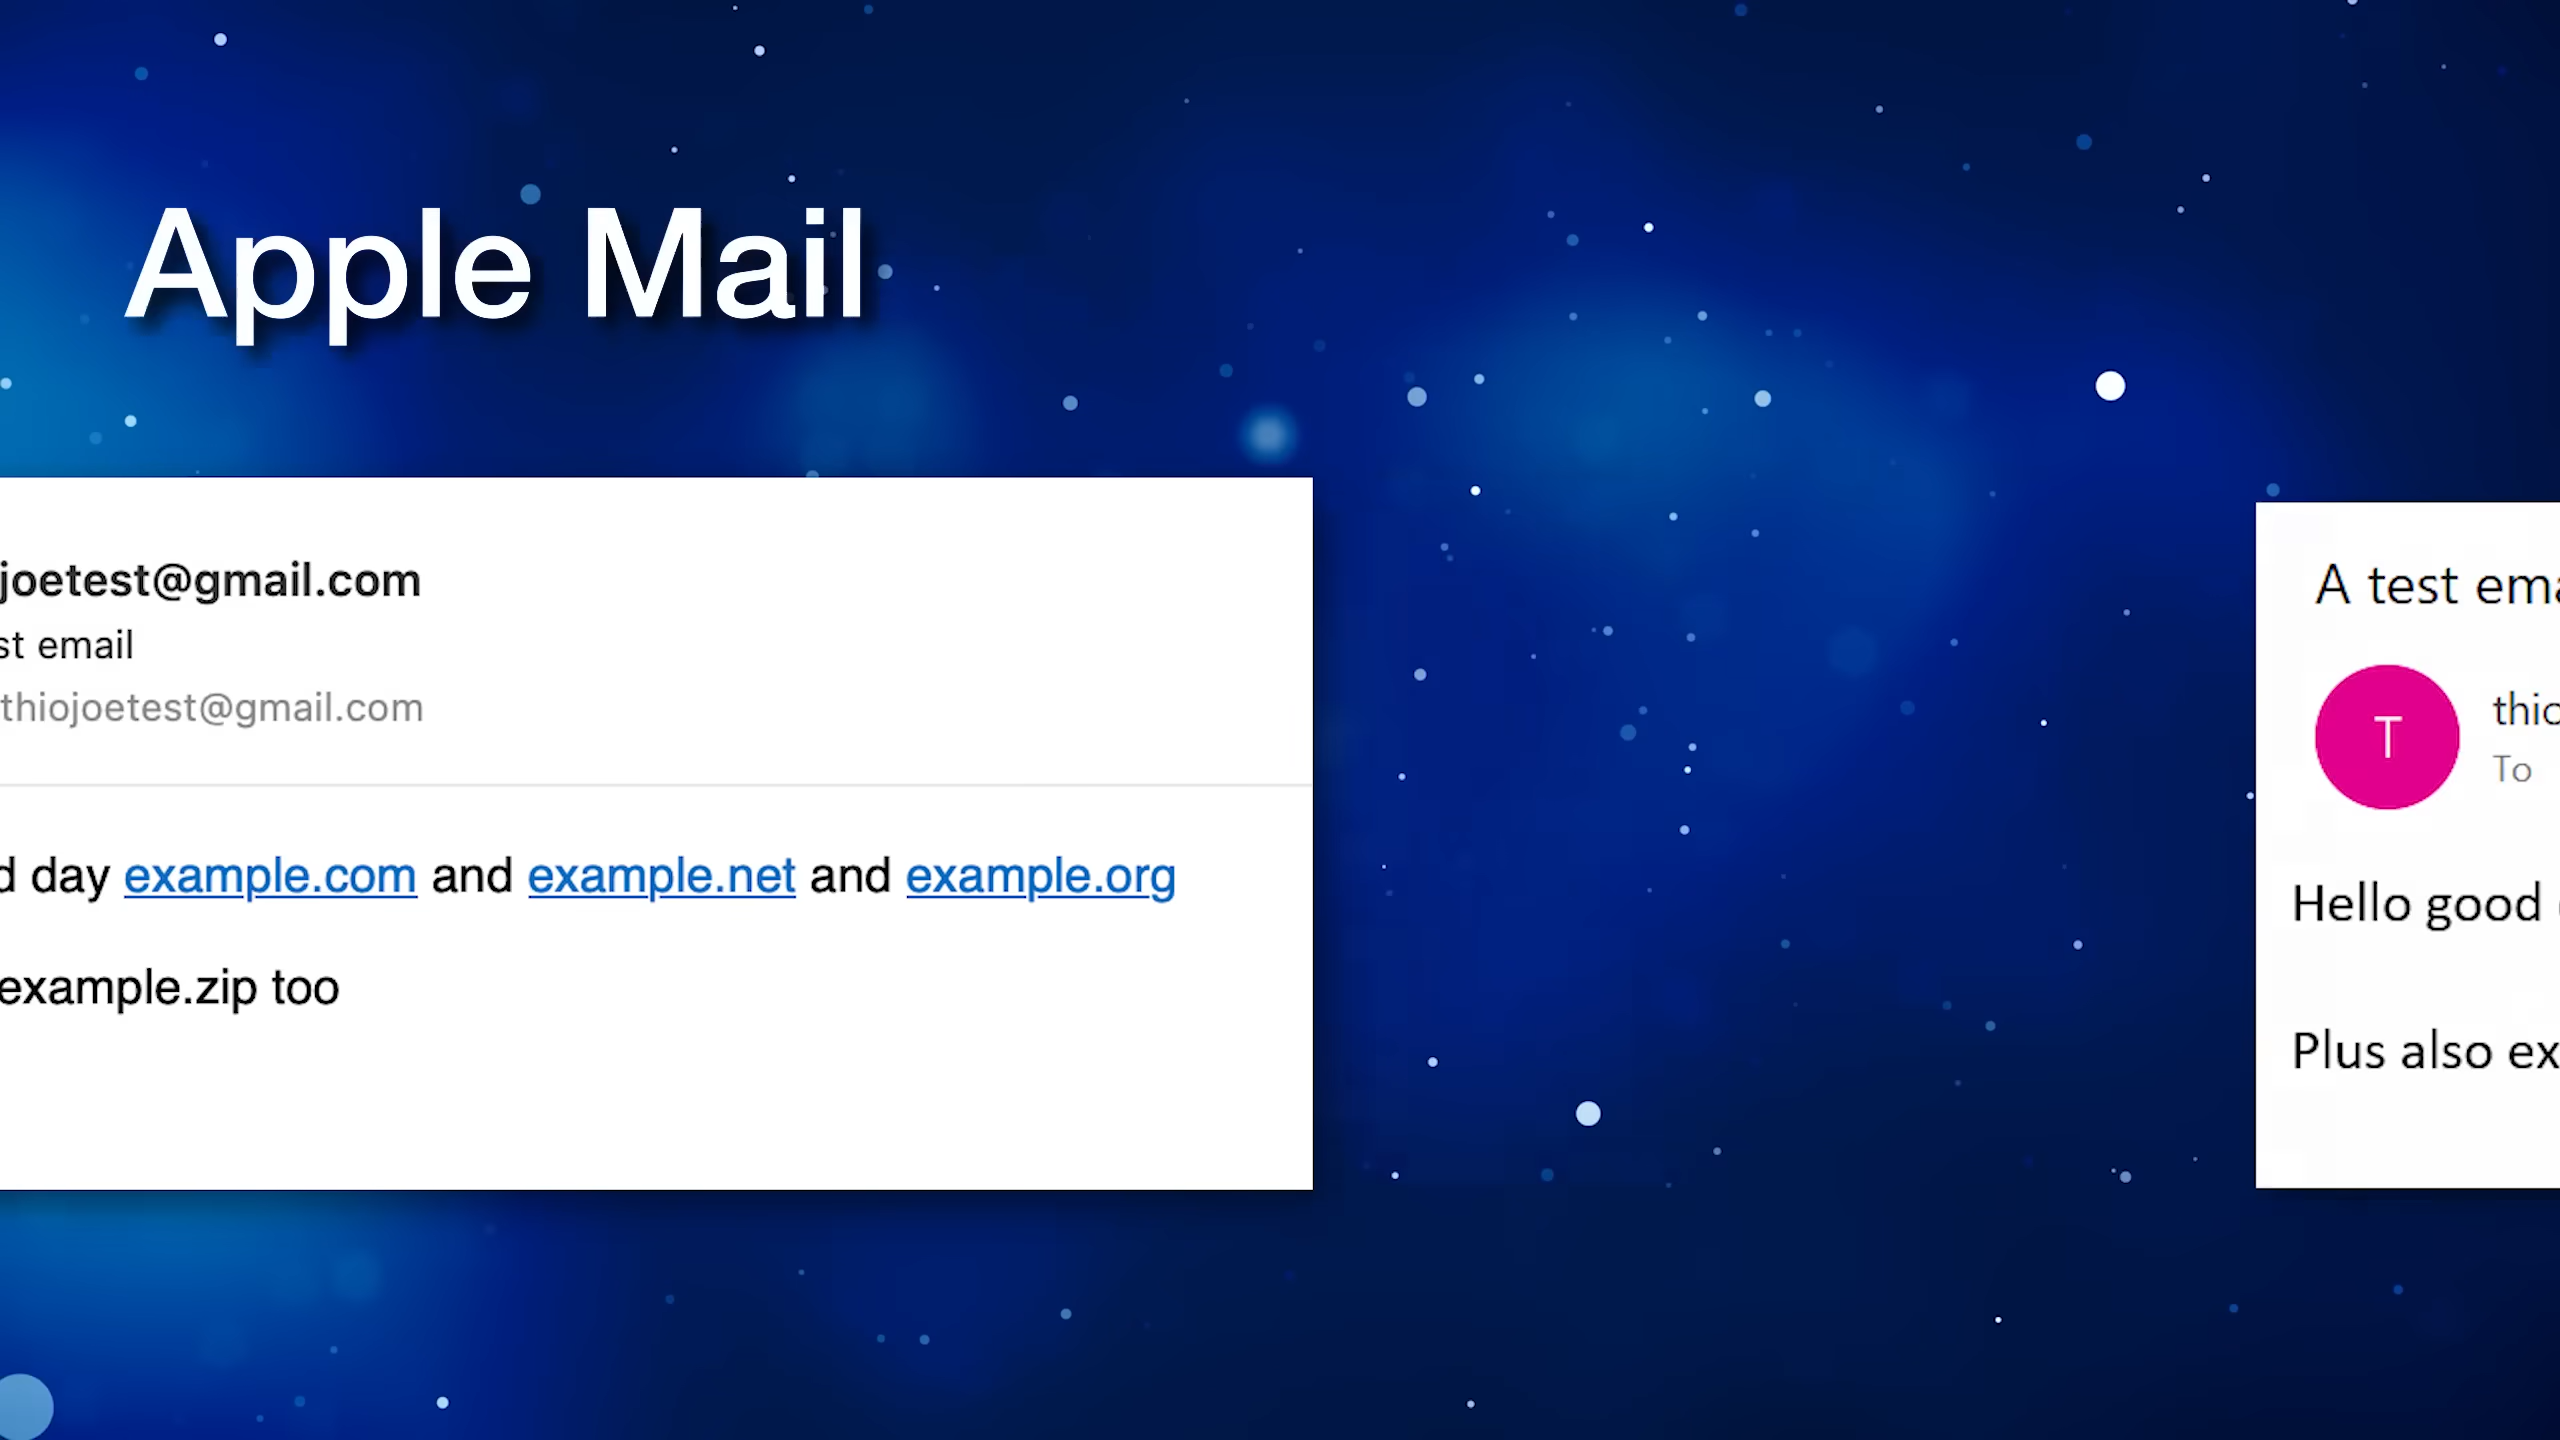 Apple Mail
joetest@gmail.com
st email
thiojoetest@gmail.com
d day example.com and example.net and example.org
example.zip too
A test ema
T
thio
To
Hello good
Plus also ex